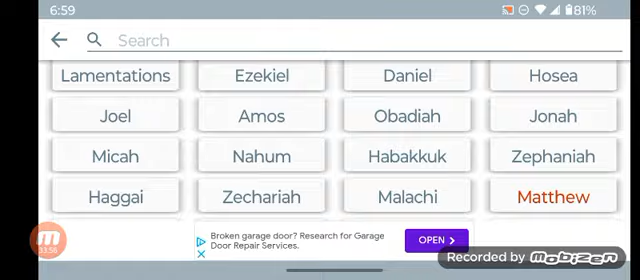 6:59 81%
Search
Lamentations Ezekiel Daniel Hosea
Joel Amos Obadiah Jonah
Micah Nahum Habakkuk Zephaniah
Haggai Zechariah Malachi Matthew
Broken garage door? Research for Garage
Door Repair Services.
OPEN >
Recorded by mobizen